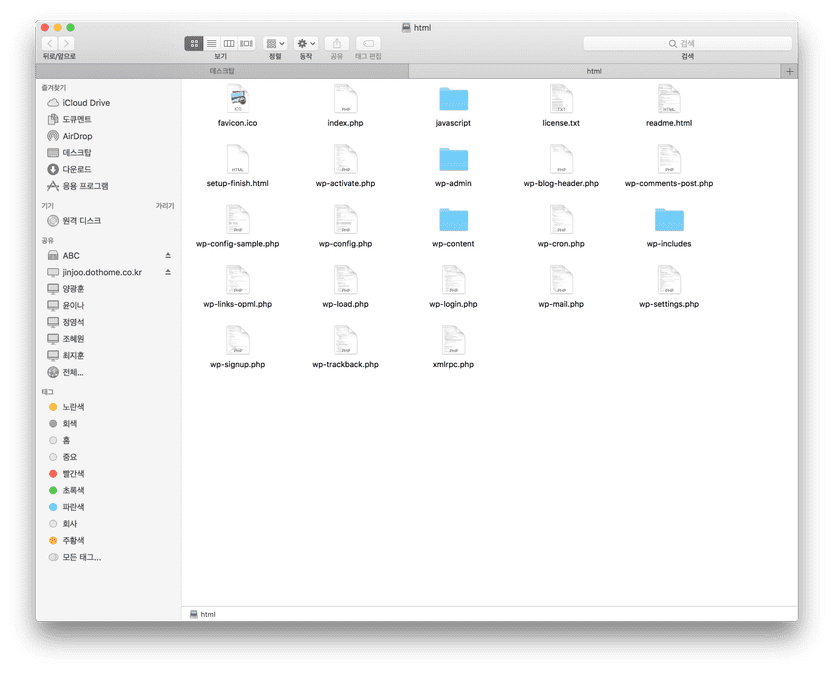 html
뒤로/앞으로
보기
정렬
동작
공유
태그 편집
검색
검색
데스크탑
html
즐겨찾기
iCloud Drive
도큐멘트
AirDrop
데스크탑
다운로드
응용 프로그램
기기
가리기
원격 디스크
공유
ABC
jinjoo.dothome.co.kr
양광훈
윤이나
정영석
조혜원
최지훈
전체...
태그
노란색
회색
홈
중요
빨간색
초록색
파란색
회사
주황색
모든 태그...
ICO
favicon.ico
PHP
index.php
javascript
TXT
license.txt
HTML
readme.html
HTML
setup-finish.html
PHP
wp-activate.php
wp-admin
PHP
wp-blog-header.php
PHP
wp-comments-post.php
PHP
wp-config-sample.php
PHP
wp-config.php
wp-content
PHP
wp-cron.php
wp-includes
PHP
wp-links-opml.php
PHP
wp-load.php
PHP
wp-login.php
PHP
wp-mail.php
PHP
wp-settings.php
PHP
wp-signup.php
PHP
wp-trackback.php
PHP
xmlrpc.php
html